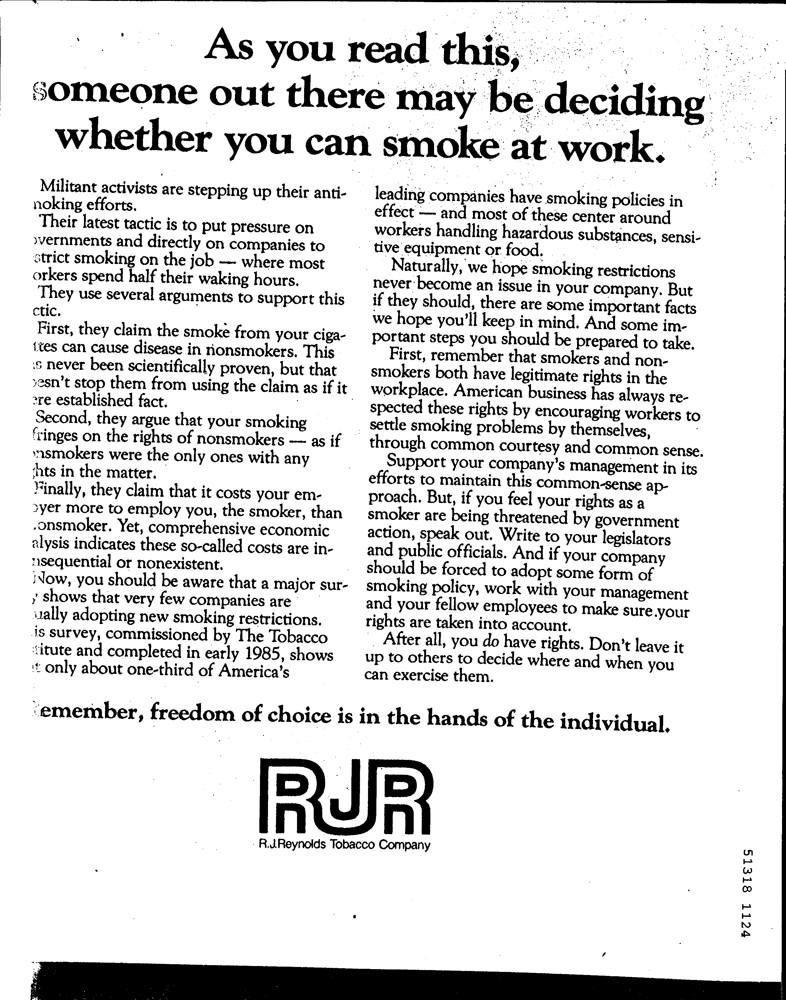 As you read this,
someone out there may be deciding
whether you can smoke at work.
Militant activists are stepping up their anti-
noking efforts.
Their latest tactic is to put pressure on
vernments and directly on companies to
strict smoking on the job — where most
orkers spend half their waking hours.
They use several arguments to support this
ctic.
First, they claim the smoke from your ciga-
ttes can cause disease in nonsmokers. This
s never been scientifically proven, but that
esn't stop them from using the claim as if it
ere established fact.
Second, they argue that your smoking
fringes on the rights of nonsmokers — as if
nsmokers were the only ones with any
hts in the matter.
Finally, they claim that it costs your em-
oyer more to employ you, the smoker, than
onsmoker. Yet, comprehensive economic
alysis indicates these so-called costs are in-
nsequential or nonexistent.
Now, you should be aware that a major sur-
y shows that very few companies are
ually adopting new smoking restrictions.
is survey, commissioned by The Tobacco
titute and completed in early 1985, shows
t only about one-third of America's
leading companies have smoking policies in
effect — and most of these center around
workers handling hazardous substances, sensi-
tive equipment or food.
Naturally, we hope smoking restrictions
never become an issue in your company. But
if they should, there are some important facts
we hope you'll keep in mind. And some im-
portant steps you should be prepared to take.
First, remember that smokers and non-
smokers both have legitimate rights in the
workplace. American business has always re-
spected these rights by encouraging workers to
settle smoking problems by themselves,
through common courtesy and common sense.
Support your company's management in its
efforts to maintain this common-sense ap-
proach. But, if you feel your rights as a
smoker are being threatened by government
action, speak out. Write to your legislators
and public officials. And if your company
should be forced to adopt some form of
smoking policy, work with your management
and your fellow employees to make sure your
rights are taken into account.
After all, you do have rights. Don't leave it
up to others to decide where and when you
can exercise them.
emember, freedom of choice is in the hands of the individual.
RJR
R.J.Reynolds Tobacco Company
51318 1124